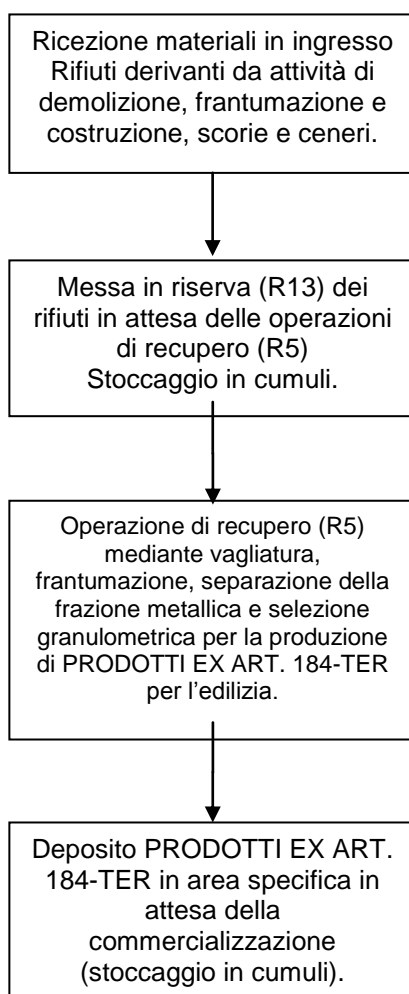 Ricezione materiali in ingresso
Rifiuti derivanti da attività di
demolizione, frantumazione e
costruzione, scorie e ceneri.
Messa in riserva (R13) dei
rifiuti in attesa delle operazioni
di recupero (R5)
Stoccaggio in cumuli.
Operazione di recupero (R5)
mediante vagliatura,
frantumazione, separazione della
frazione metallica e selezione
granulometrica per la produzione
di PRODOTTI EX ART. 184-TER
per l'edilizia.
Deposito PRODOTTI EX ART.
184-TER in area specifica in
attesa della
commercializzazione
(stoccaggio in cumuli).